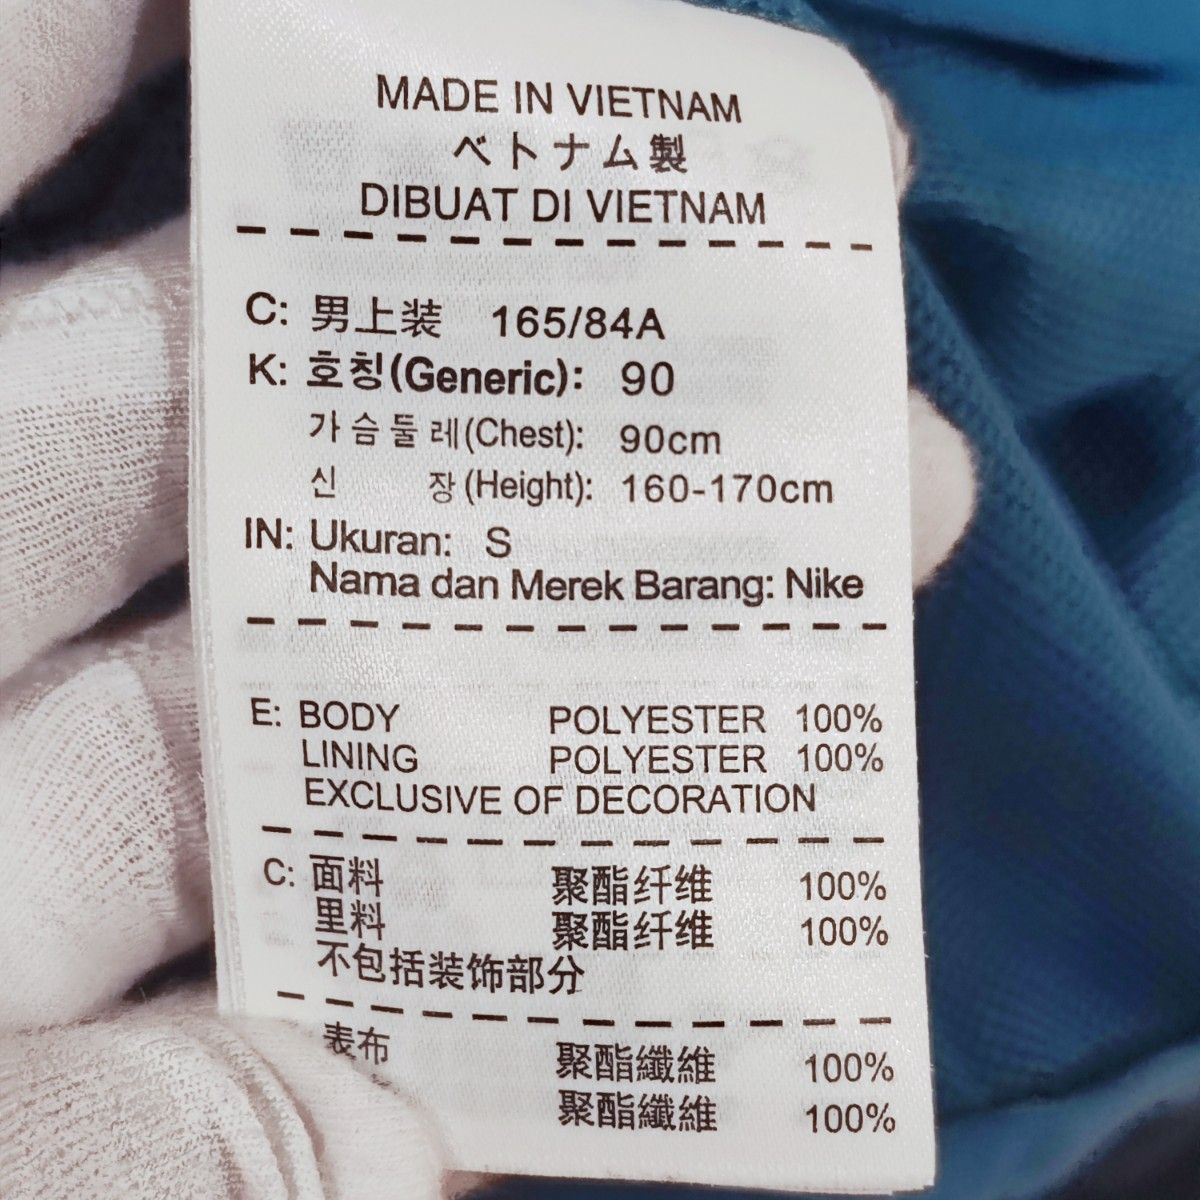 MADE IN VIETNAM
ベトナム製
DIBUAT DI VIETNAM
C: 男上装 165/84A
K: 호칭(Generic): 90
가슴둘레(Chest): 90cm
신 장(Height): 160-170cm
IN: Ukuran: S
Nama dan Merek Barang: Nike
E: BODY POLYESTER 100%
LINING POLYESTER 100%
EXCLUSIVE OF DECORATION
C: 面料 聚酯纤维 100%
里料 聚酯纤维 100%
不包括装饰部分
表布 聚酯纖維 100%
聚酯纖維 100%